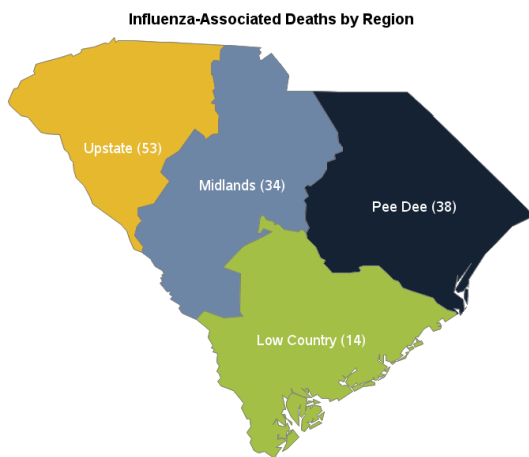 Influenza-Associated Deaths by Region
Upstate (53)
Midlands (34)
Pee Dee (38)
Low Country (14)